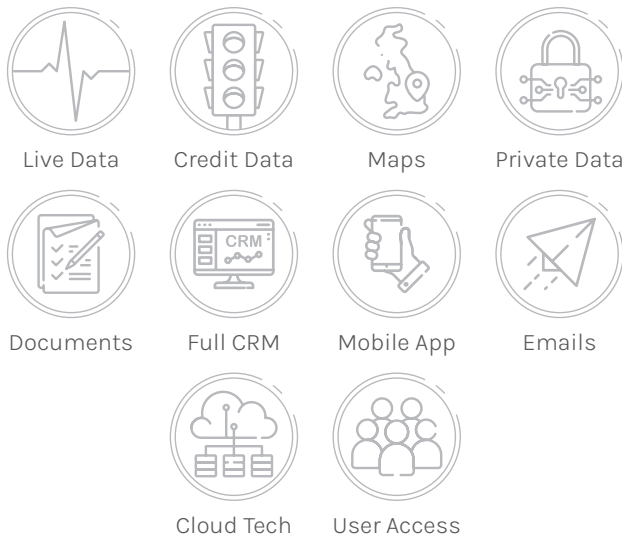 Live Data
Credit Data
Maps
Private Data
CRM
Documents
Full CRM
Mobile App
Emails
Cloud Tech
User Access